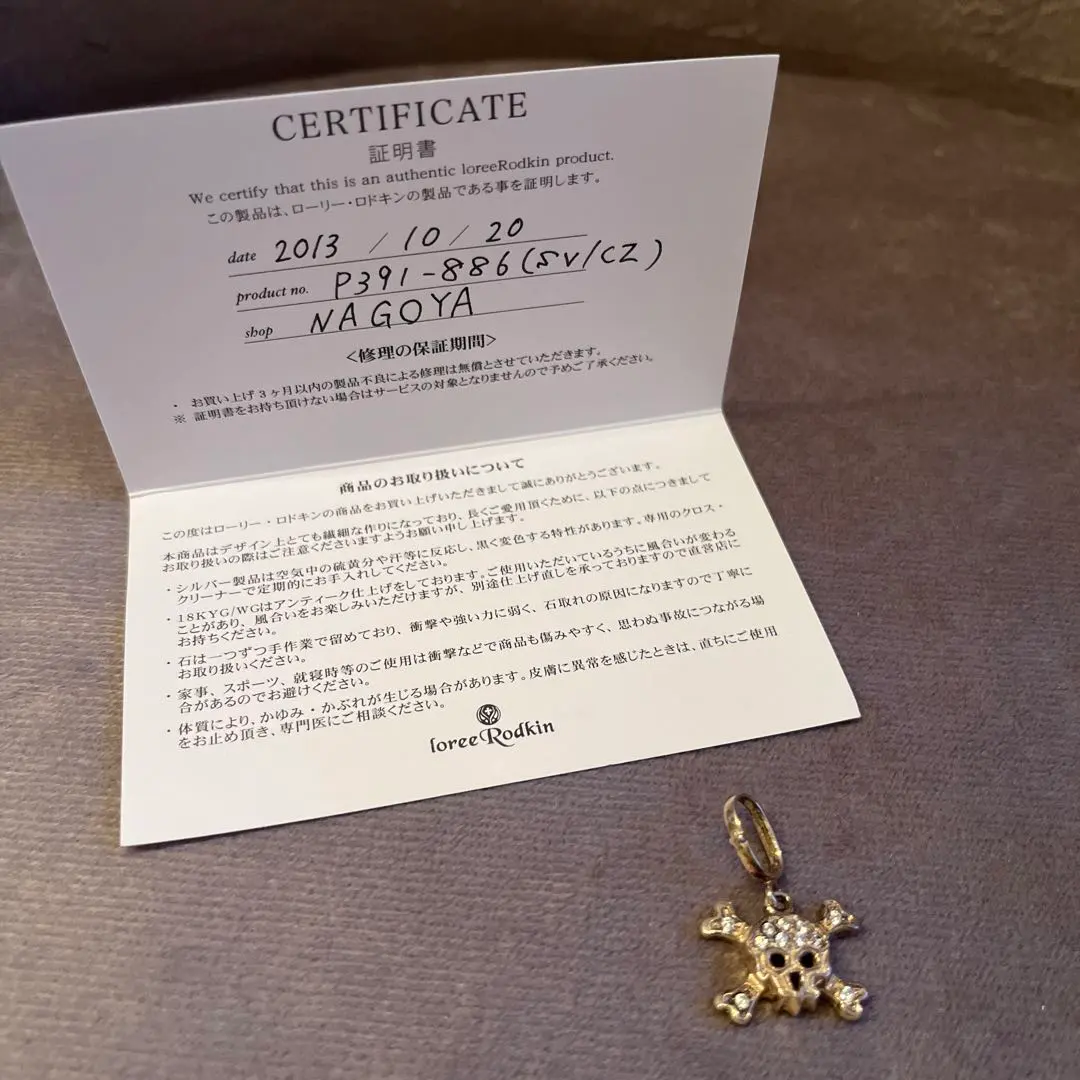 CERTIFICATE
証明書
We certify that this is an authentic loreeRodkin product.
この製品は、ローリー・ロドキンの製品である事を証明します。
date 2013 / 10 / 20
product no. P391-886(SV/CZ)
shop NAGOYA
<修理の保証期間>
・ お買い上げ3ヶ月以内の製品不良による修理は無償とさせていただきます。
※ 証明書をお持ち頂けない場合はサービスの対象となりませんので予めご了承ください。
商品のお取り扱いについて
この度はローリー・ロドキンの商品をお買い上げいただきまして誠にありがとうございます。
本商品はデザイン上とても繊細な作りになっており、長くご愛用頂くために、以下の点につきまして
お取り扱いの際はご注意くださいますようお願い申し上げます。
・シルバー製品は空気中の硫黄分や汗等に反応し、黒く変色する特性があります。専用のクロス・
クリーナーで定期的にお手入れしてください。
・18KYG/WGはアンティーク仕上げをしております。ご使用いただいているうちに風合いが変わる
ことがあり、風合いをお楽しみいただけますが、別途仕上げ直しを承っておりますので直営店に
お持ちください。
・石は一つずつ手作業で留めており、衝撃や強い力に弱く、石取れの原因になりますので丁寧に
お取り扱いください。
・家事、スポーツ、就寝時等のご使用は衝撃などで商品も傷みやすく、思わぬ事故につながる場
合があるのでお避けください。
・体質により、かゆみ・かぶれが生じる場合があります。皮膚に異常を感じたときは、直ちにご使用
をお止め頂き、専門医にご相談ください。
loreeRodkin